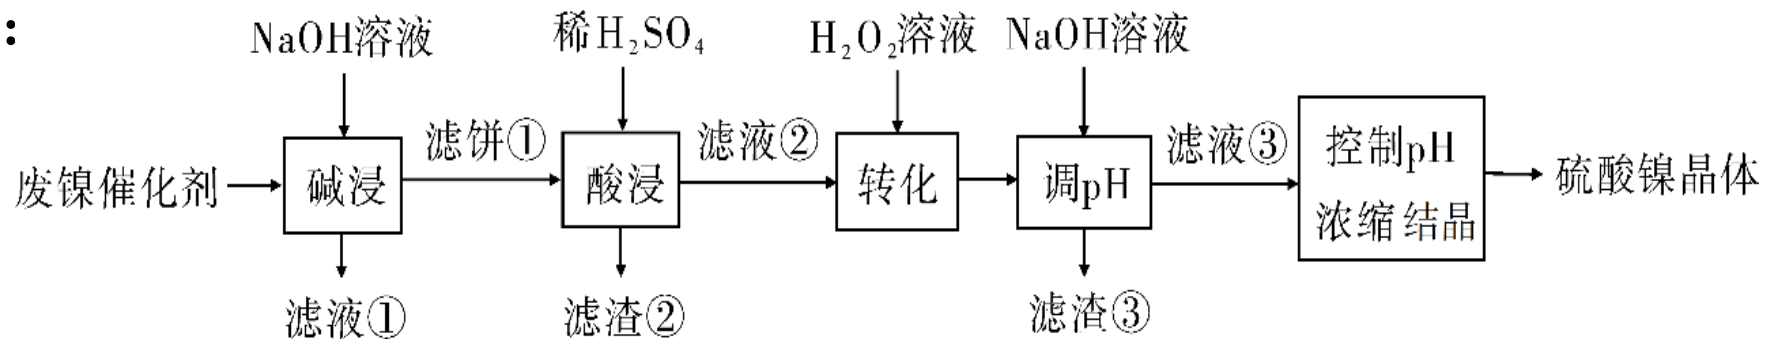 ：
NaOH溶液 稀H₂SO₄ H₂O₂溶液 NaOH溶液
废镍催化剂 碱浸 滤饼① 酸浸 滤液② 转化 调pH 滤液③ 控制pH 硫酸镍晶体
浓缩结晶
滤液① 滤渣② 滤渣③